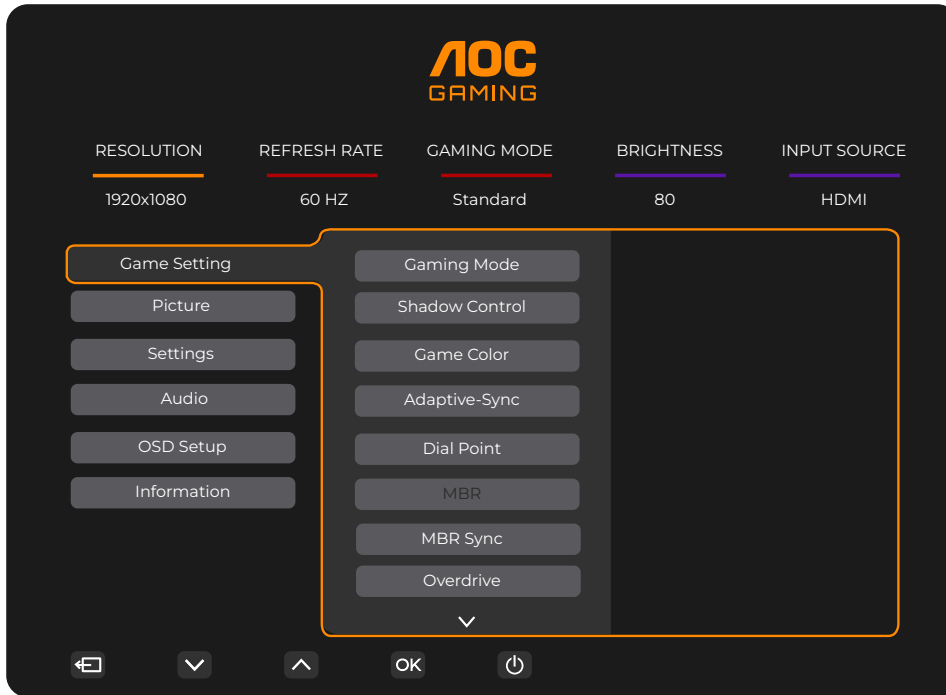 AOC
GAMING
RESOLUTION REFRESH RATE GAMING MODE BRIGHTNESS INPUT SOURCE
1920x1080 60 HZ Standard 80 HDMI
Game Setting
Picture
Settings
Audio
OSD Setup
Information
Gaming Mode
Shadow Control
Game Color
Adaptive-Sync
Dial Point
MBR
MBR Sync
Overdrive
OK